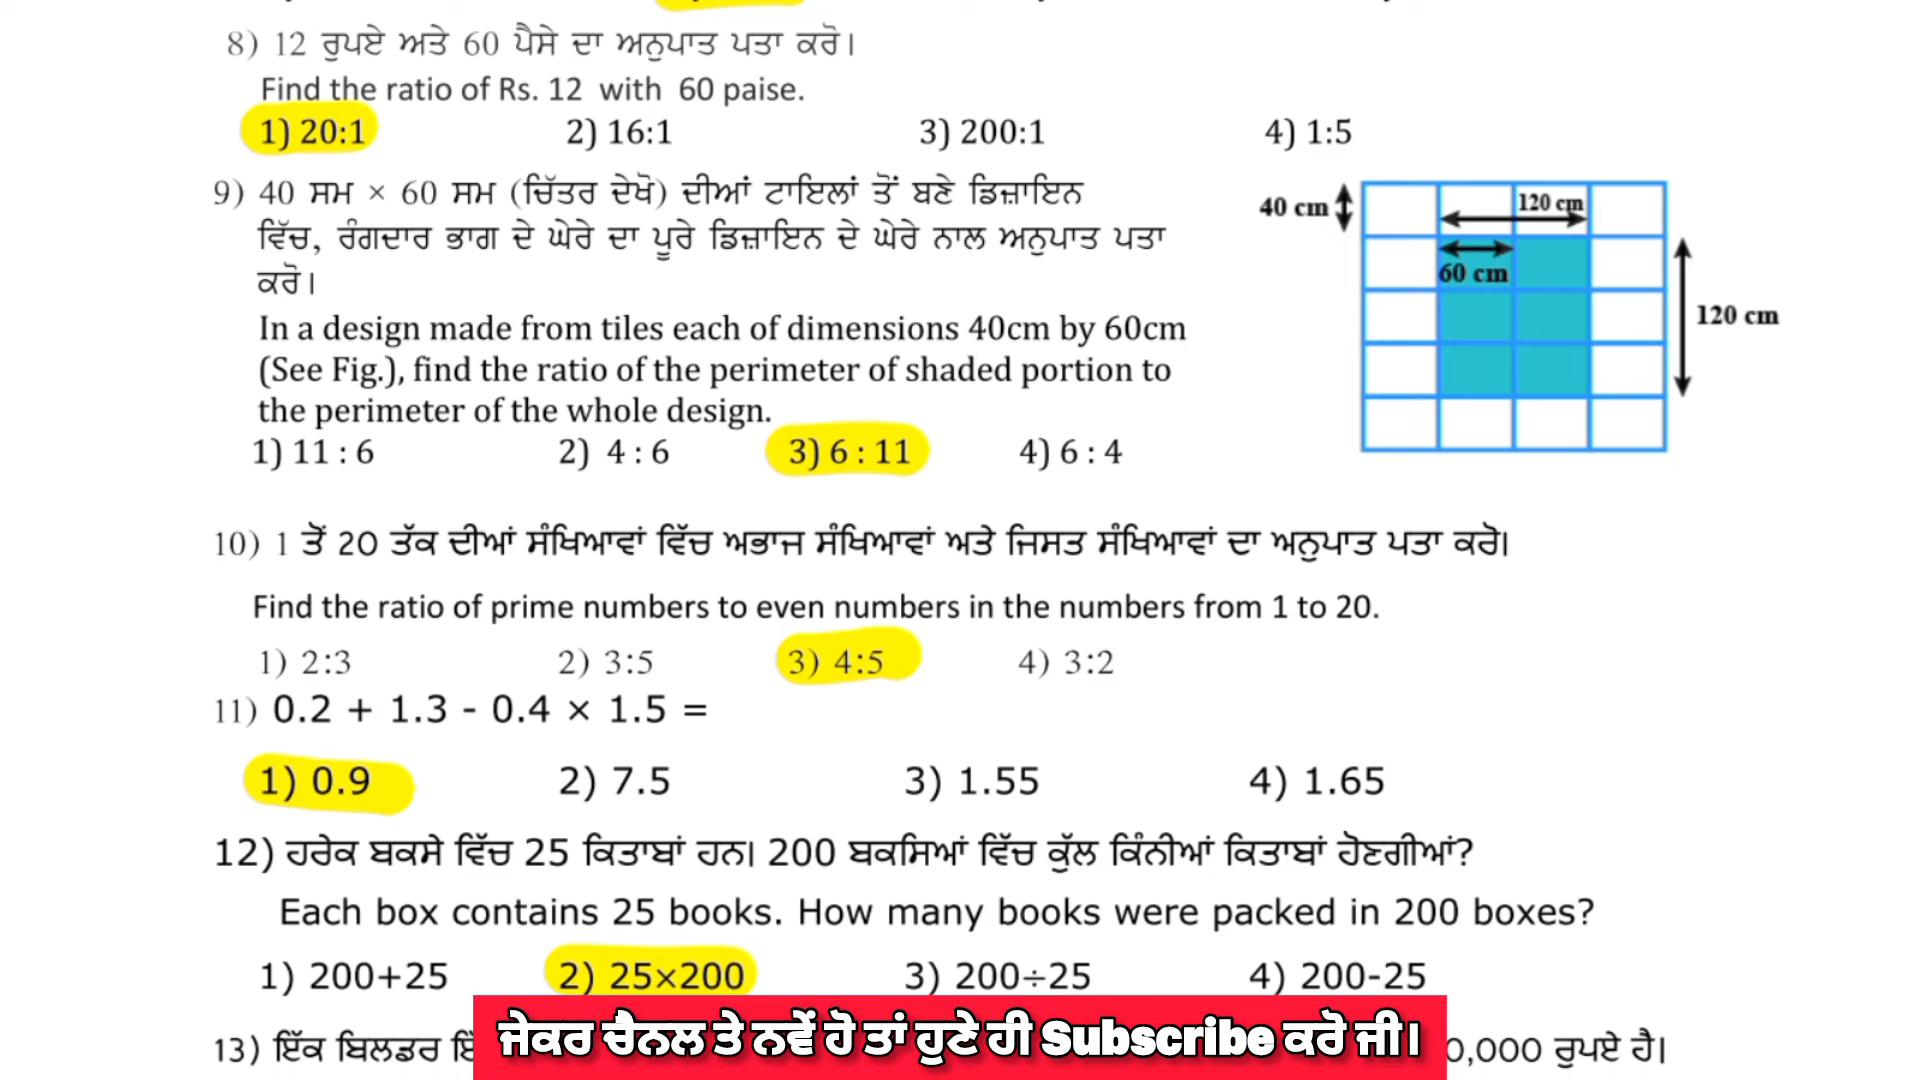 8) 12 ਰੁਪਏ ਅਤੇ 60 ਪੈਸੇ ਦਾ ਅਨੁਪਾਤ ਪਤਾ ਕਰੋ।
Find the ratio of Rs. 12 with 60 paise.
1) 20:1 2) 16:1 3) 200:1 4) 1:5
9) 40 ਸਮ × 60 ਸਮ (ਚਿੱਤਰ ਦੇਖੋ) ਦੀਆਂ ਟਾਇਲਾਂ ਤੋਂ ਬਣੇ ਡਿਜ਼ਾਇਨ
ਵਿੱਚ, ਰੰਗਦਾਰ ਭਾਗ ਦੇ ਘੇਰੇ ਦਾ ਪੂਰੇ ਡਿਜ਼ਾਇਨ ਦੇ ਘੇਰੇ ਨਾਲ ਅਨੁਪਾਤ ਪਤਾ
ਕਰੋ।
In a design made from tiles each of dimensions 40cm by 60cm
(See Fig.), find the ratio of the perimeter of shaded portion to
the perimeter of the whole design.
1) 11 : 6 2) 4 : 6 3) 6 : 11 4) 6 : 4
40 cm
120 cm
60 cm
120 cm
10) 1 ਤੋਂ 20 ਤੱਕ ਦੀਆਂ ਸੰਖਿਆਵਾਂ ਵਿੱਚ ਅਭਾਜ ਸੰਖਿਆਵਾਂ ਅਤੇ ਜਿਸਤ ਸੰਖਿਆਵਾਂ ਦਾ ਅਨੁਪਾਤ ਪਤਾ ਕਰੋ।
Find the ratio of prime numbers to even numbers in the numbers from 1 to 20.
1) 2:3 2) 3:5 3) 4:5 4) 3:2
11) 0.2 + 1.3 - 0.4 × 1.5 =
1) 0.9 2) 7.5 3) 1.55 4) 1.65
12) ਹਰੇਕ ਬਕਸੇ ਵਿੱਚ 25 ਕਿਤਾਬਾਂ ਹਨ। 200 ਬਕਸਿਆਂ ਵਿੱਚ ਕੁੱਲ ਕਿੰਨੀਆਂ ਕਿਤਾਬਾਂ ਹੋਣਗੀਆਂ?
Each box contains 25 books. How many books were packed in 200 boxes?
1) 200+25 2) 25×200 3) 200÷25 4) 200-25
13) ਇੱਕ ਬਿਲਡਰ 0,000 ਰੁਪਏ ਹੈ।
ਜੇਕਰ ਚੈਨਲ ਤੇ ਨਵੇਂ ਹੋ ਤਾਂ ਹੁਣੇ ਹੀ Subscribe ਕਰੋ ਜੀ।